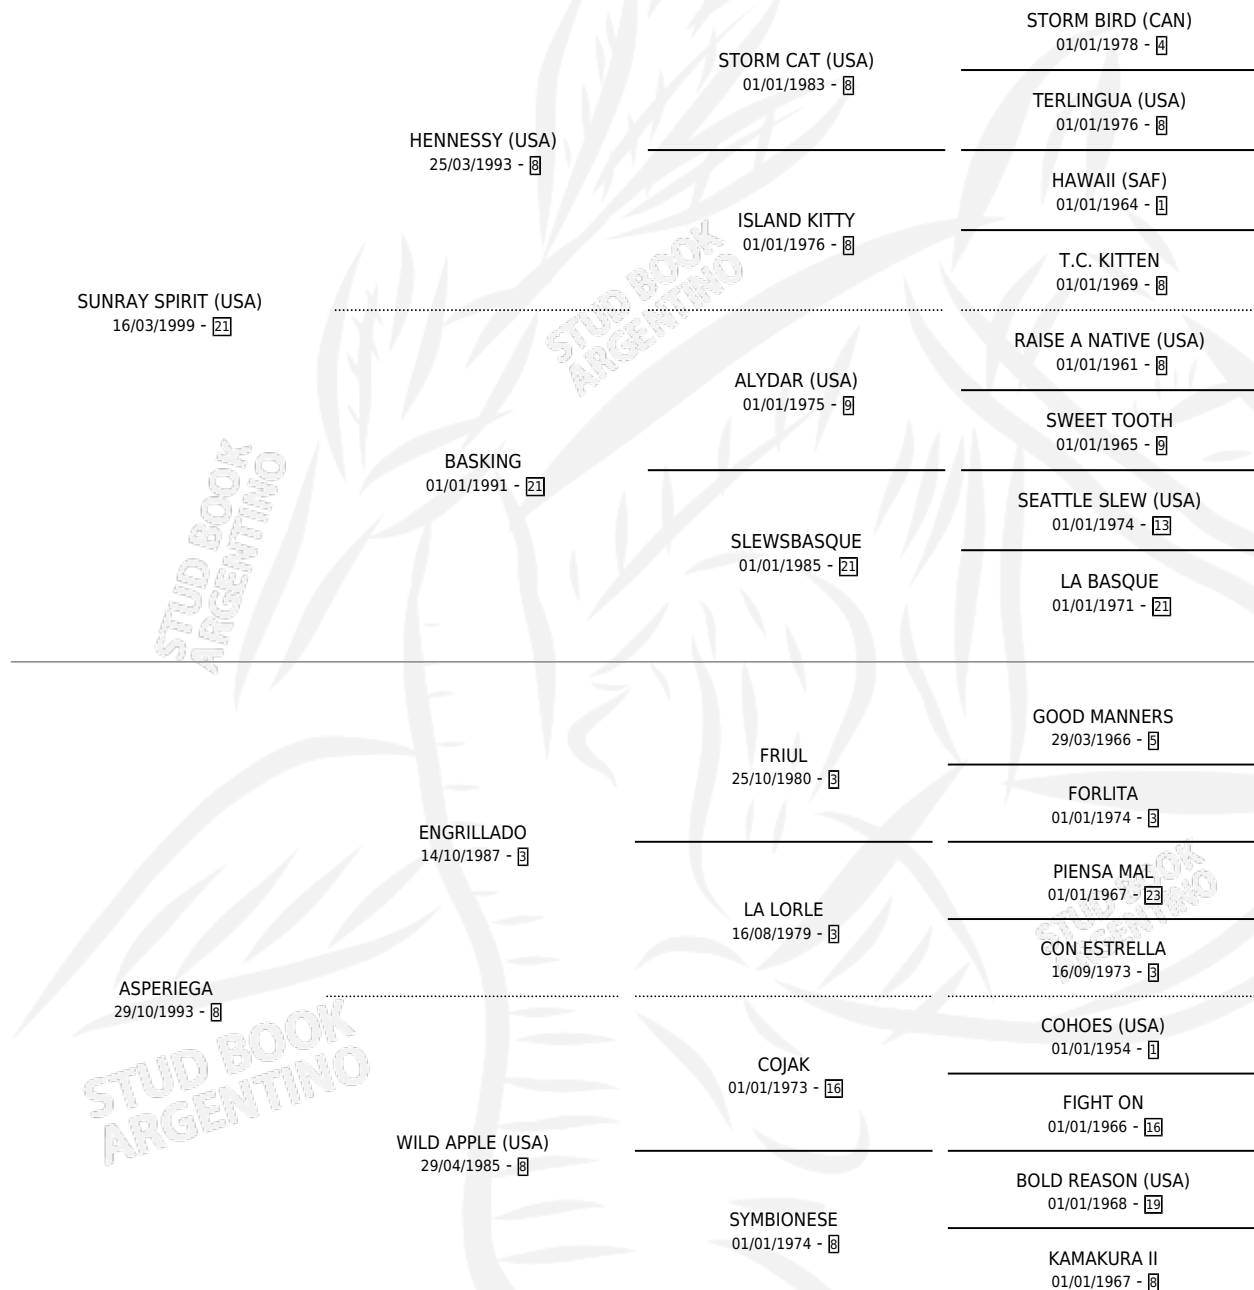 STORM BIRD (CAN)
01/01/1978 - 4
STORM CAT (USA)
01/01/1983 - 8
TERLINGUA (USA)
01/01/1976 - 8
HENNESSY (USA)
25/03/1993 - 8
HAWAII (SAF)
01/01/1964 - 1
ISLAND KITTY
01/01/1976 - 8
T.C. KITTEN
01/01/1969 - 8
SUNRAY SPIRIT (USA)
16/03/1999 - 21
RAISE A NATIVE (USA)
01/01/1961 - 8
ALYDAR (USA)
01/01/1975 - 9
SWEET TOOTH
01/01/1965 - 9
BASKING
01/01/1991 - 21
SEATTLE SLEW (USA)
01/01/1974 - 13
SLEWSBASQUE
01/01/1985 - 21
LA BASQUE
01/01/1971 - 21
GOOD MANNERS
29/03/1966 - 5
FRIUL
25/10/1980 - 3
FORLITA
01/01/1974 - 3
ENGRILLADO
14/10/1987 - 3
PIENSA MAL
01/01/1967 - 23
LA LORLE
16/08/1979 - 3
CON ESTRELLA
16/09/1973 - 3
ASPERIEGA
29/10/1993 - 8
COHOES (USA)
01/01/1954 - 1
COJAK
01/01/1973 - 16
FIGHT ON
01/01/1966 - 16
WILD APPLE (USA)
29/04/1985 - 8
BOLD REASON (USA)
01/01/1968 - 19
SYMBIONESE
01/01/1974 - 8
KAMAKURA II
01/01/1967 - 8
STUD BOOK
ARGENTINO
STUD BOOK
ARGENTINO
STUD BOOK
ARGENTINO
STUD BOOK
ARGENTINO